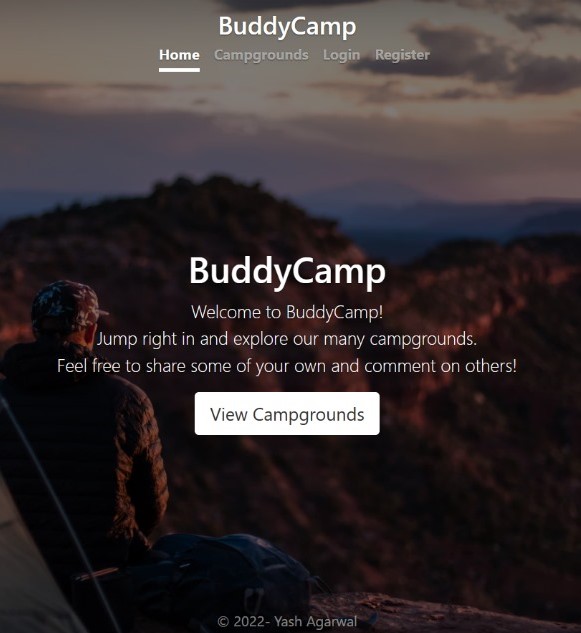 BuddyCamp
Home Campgrounds Login Register
BuddyCamp
Welcome to BuddyCamp!
Jump right in and explore our many campgrounds.
Feel free to share some of your own and comment on others!
View Campgrounds
© 2022- Yash Agarwal